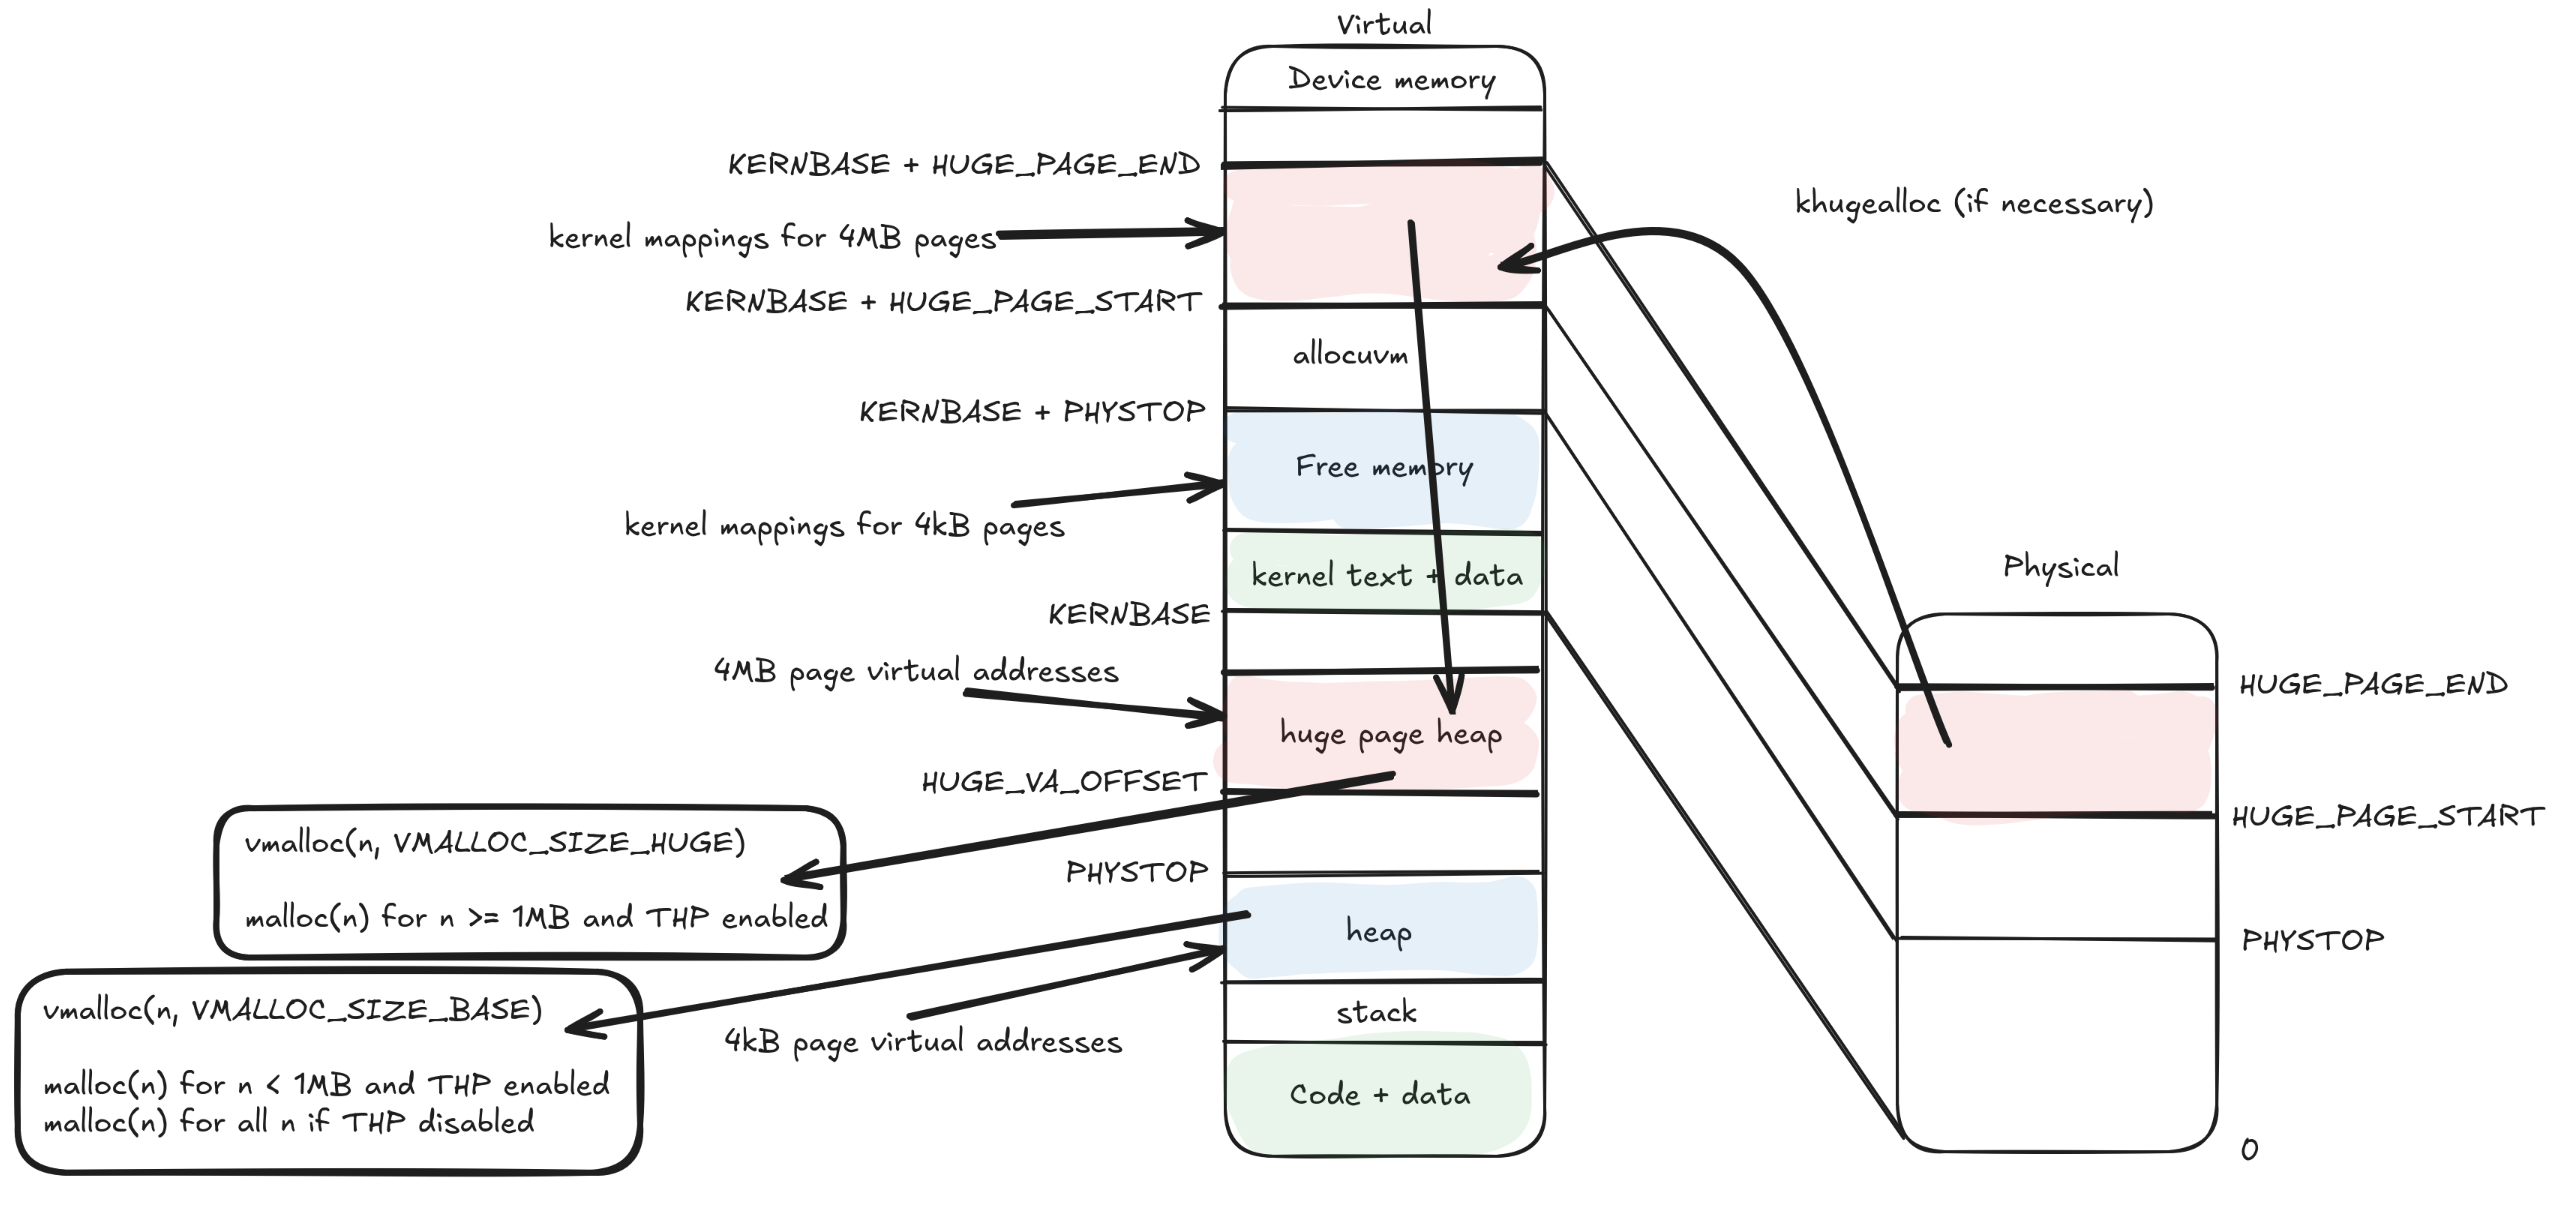 Virtual
Device memory
KERNBASE + HUGE_PAGE_END
khugealloc (if necessary)
kernel mappings for 4MB pages
KERNBASE + HUGE_PAGE_START
allocuvm
KERNBASE + PHYSTOP
Free memory
kernel mappings for 4kB pages
Physical
kernel text + data
KERNBASE
4MB page virtual addresses
HUGE_PAGE_END
huge page heap
HUGE_VA_OFFSET
HUGE_PAGE_START
vmalloc(n, VMALLOC_SIZE_HUGE)
malloc(n) for n >= 1MB and THP enabled
PHYSTOP
heap
PHYSTOP
vmalloc(n, VMALLOC_SIZE_BASE)
malloc(n) for n < 1MB and THP enabled
malloc(n) for all n if THP disabled
stack
4kB page virtual addresses
Code + data
0